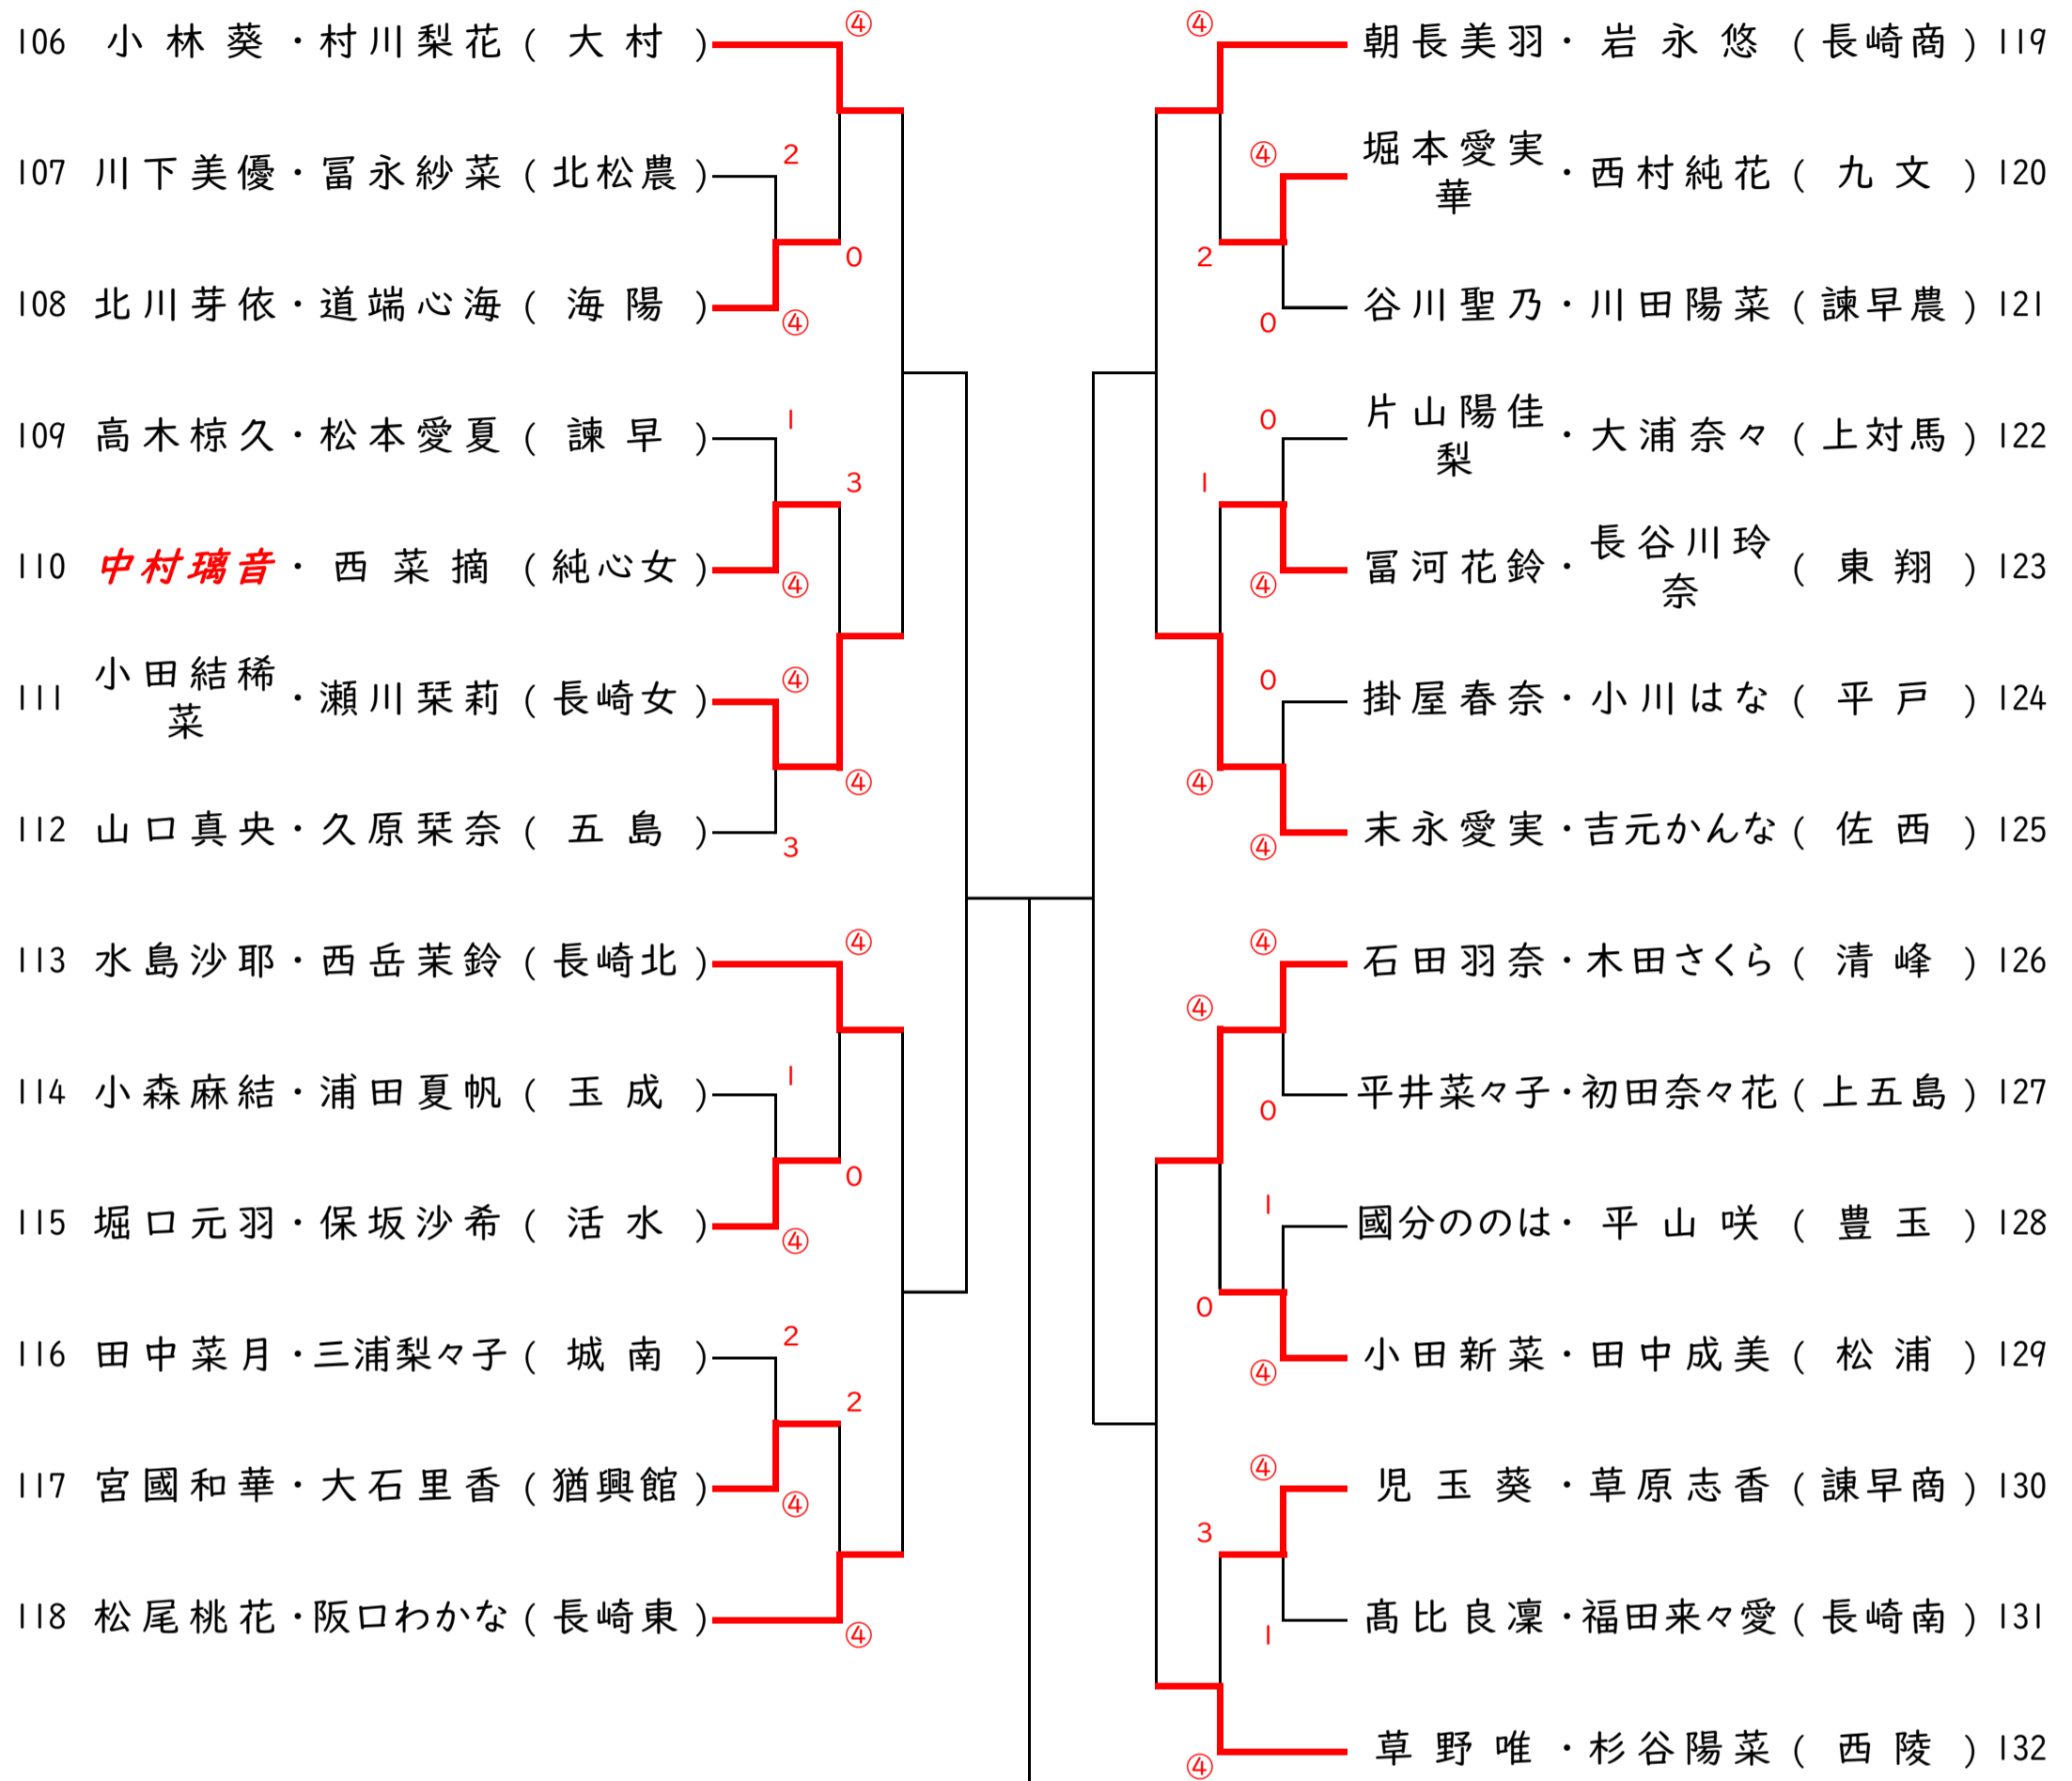 106 小林葵・村川梨花(大村) ④ ④ 朝長美羽・岩永悠(長崎商)119
107 川下美優・冨永紗菜(北松農) 2 ④ 堀本愛実華・西村純花(九文)120
0 2
108 北川芽依・道端心海(海陽) ④ 0 谷川聖乃・川田陽菜(諫早農)121
109 高木椋久・松本愛夏(諫早) 1 0 片山陽佳梨・大浦奈々(上対馬)122
3 1
110 中村璃音・西菜摘(純心女) ④ ④ 冨河花鈴・長谷川玲奈(東翔)123
111 小田結稀菜・瀬川栞莉(長崎女) ④ 0 掛屋春奈・小川はな(平戸)124
④ ④
112 山口真央・久原栞奈(五島) 3 ④ 末永愛実・吉元かんな(佐西)125
113 水島沙耶・西岳茉鈴(長崎北) ④ ④ 石田羽奈・木田さくら(清峰)126
④
114 小森麻結・浦田夏帆(玉成) 1 0 平井菜々子・初田奈々花(上五島)127
0
115 堀口元羽・保坂沙希(活水) ④ 1 國分ののは・平山咲(豊玉)128
0
116 田中菜月・三浦梨々子(城南) 2 ④ 小田新菜・田中成美(松浦)129
2
117 宮國和華・大石里香(猶興館) ④ ④ 児玉葵・草原志香(諫早商)130
3
118 松尾桃花・阪口わかな(長崎東) ④ 1 髙比良凜・福田来々愛(長崎南)131
④ 草野唯・杉谷陽菜(西陵)132